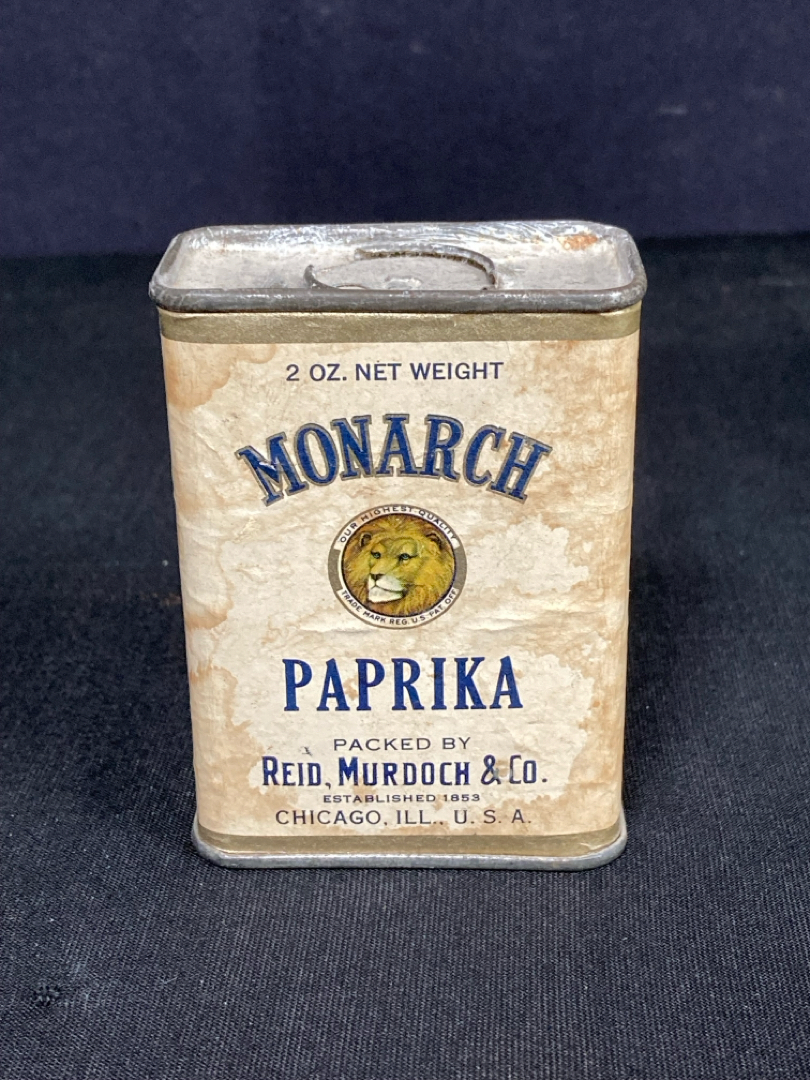 2 OZ. NET WEIGHT
MONARCH
OUR HIGHEST QUALITY
TRADE MARK REG. U.S. PAT. OFF.
PAPRIKA
PACKED BY
REID, MURDOCH & CO.
ESTABLISHED 1853
CHICAGO, ILL., U. S. A.